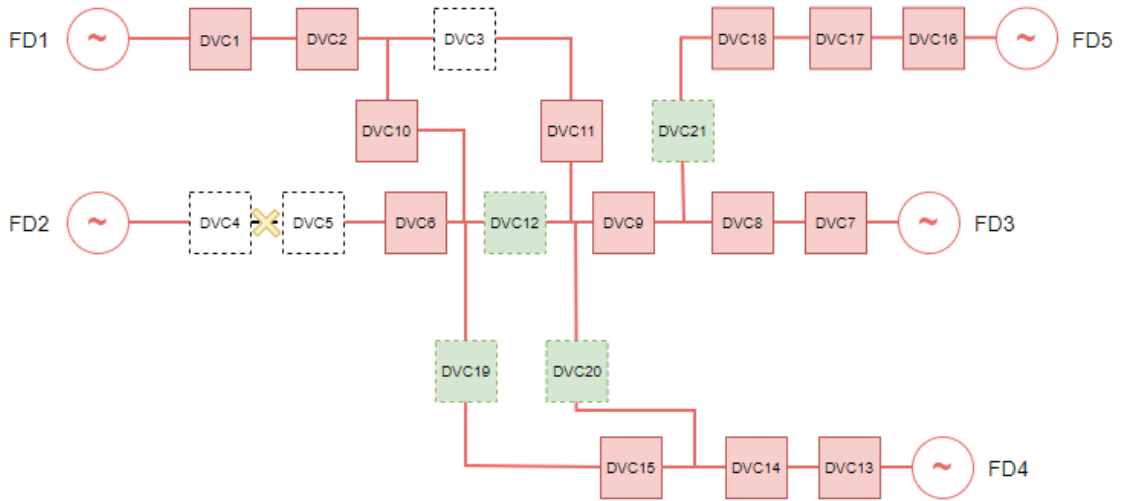 DVC18 DVC17 DVC16
FD1 DVC1 DVC2 DVC3 FD5
DVC10 DVC11 DVC21
FD2 DVC4 DVC5 DVC6 DVC12 DVC9 DVC8 DVC7 FD3
DVC19 DVC20
DVC15 DVC14 DVC13 FD4